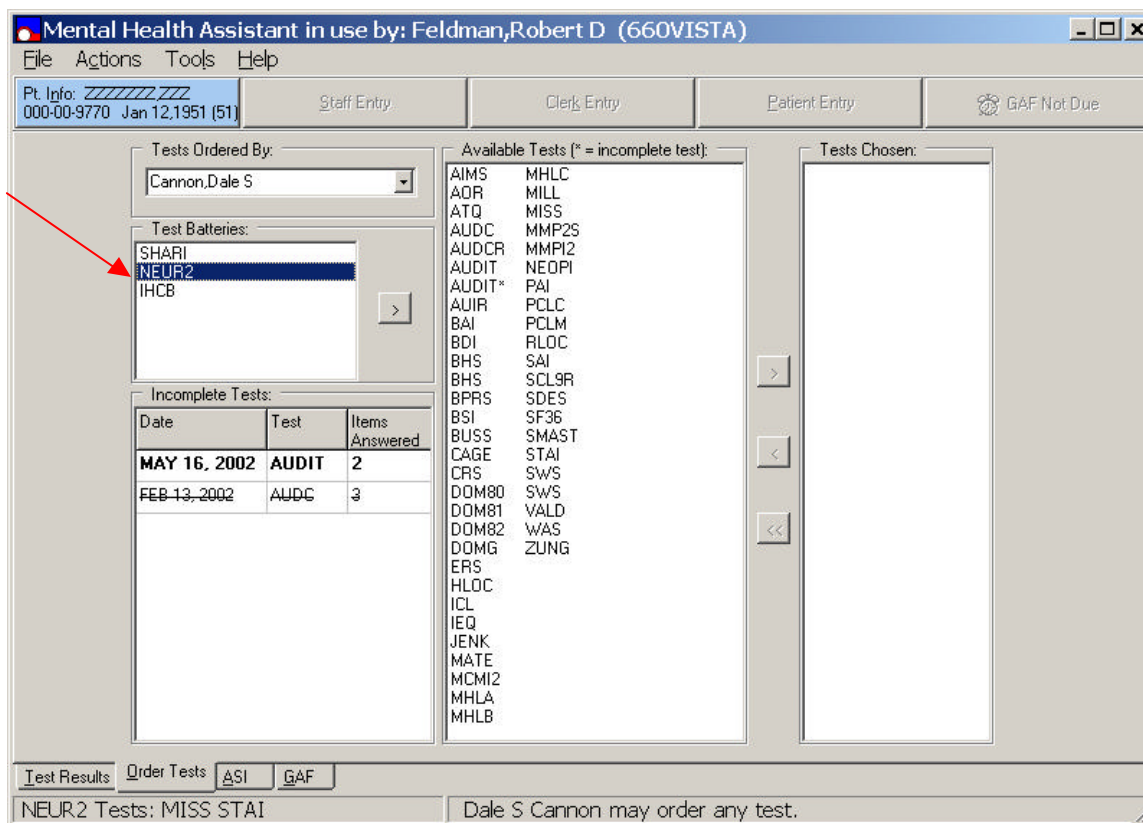 Mental Health Assistant in use by: Feldman,Robert D (660VISTA)
File Actions Tools Help
Pt. Info: ZZZZZZZZ,ZZZ
000-00-9770 Jan 12,1951 (51)
Staff Entry
Clerk Entry
Patient Entry
GAF Not Due
Tests Ordered By:
Cannon,Dale S
Test Batteries:
SHARI
NEUR2
IHCB
>
Incomplete Tests:
Date Test Items Answered
MAY 16, 2002 AUDIT 2
FEB 13, 2002 AUDC 3
Available Tests (* = incomplete test):
AIMS MHLC
AOR MILL
ATQ MISS
AUDC MMP2S
AUDCR MMPI2
AUDIT NEOPI
AUDIT* PAI
AUIR PCLC
BAI PCLM
BDI RLOC
BHS SAI
BHS SCL9R
BPRS SDES
BSI SF36
BUSS SMAST
CAGE STAI
CRS SWS
DOM80 SWS
DOM81 VALD
DOM82 WAS
DOMG ZUNG
ERS
HLOC
ICL
IEQ
JENK
MATE
MCMI2
MHLA
MHLB
>
<
<<
Tests Chosen:
Test Results Order Tests ASI GAF
NEUR2 Tests: MISS STAI
Dale S Cannon may order any test.